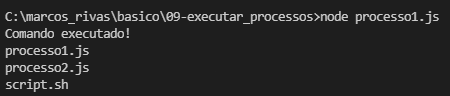 C:\marcos_rivas\basico\09-executar_processos>node processo1.js
Comando executado!
processo1.js
processo2.js
script.sh